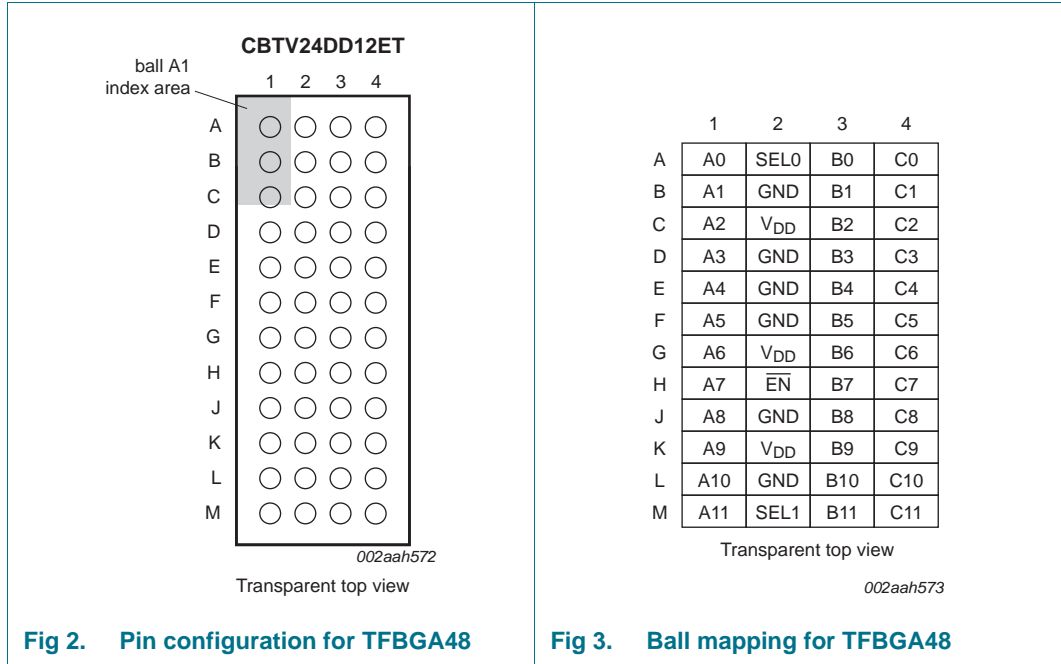 CBTV24DD12ET
ball A1
index area
1 2 3 4
A
B
C
D
E
F
G
H
J
K
L
M
002aah572
Transparent top view
Fig 2. Pin configuration for TFBGA48
1 2 3 4
A A0 SEL0 B0 C0
B A1 GND B1 C1
C A2 VDD B2 C2
D A3 GND B3 C3
E A4 GND B4 C4
F A5 GND B5 C5
G A6 VDD B6 C6
H A7 E̅N̅ B7 C7
J A8 GND B8 C8
K A9 VDD B9 C9
L A10 GND B10 C10
M A11 SEL1 B11 C11
Transparent top view
002aah573
Fig 3. Ball mapping for TFBGA48